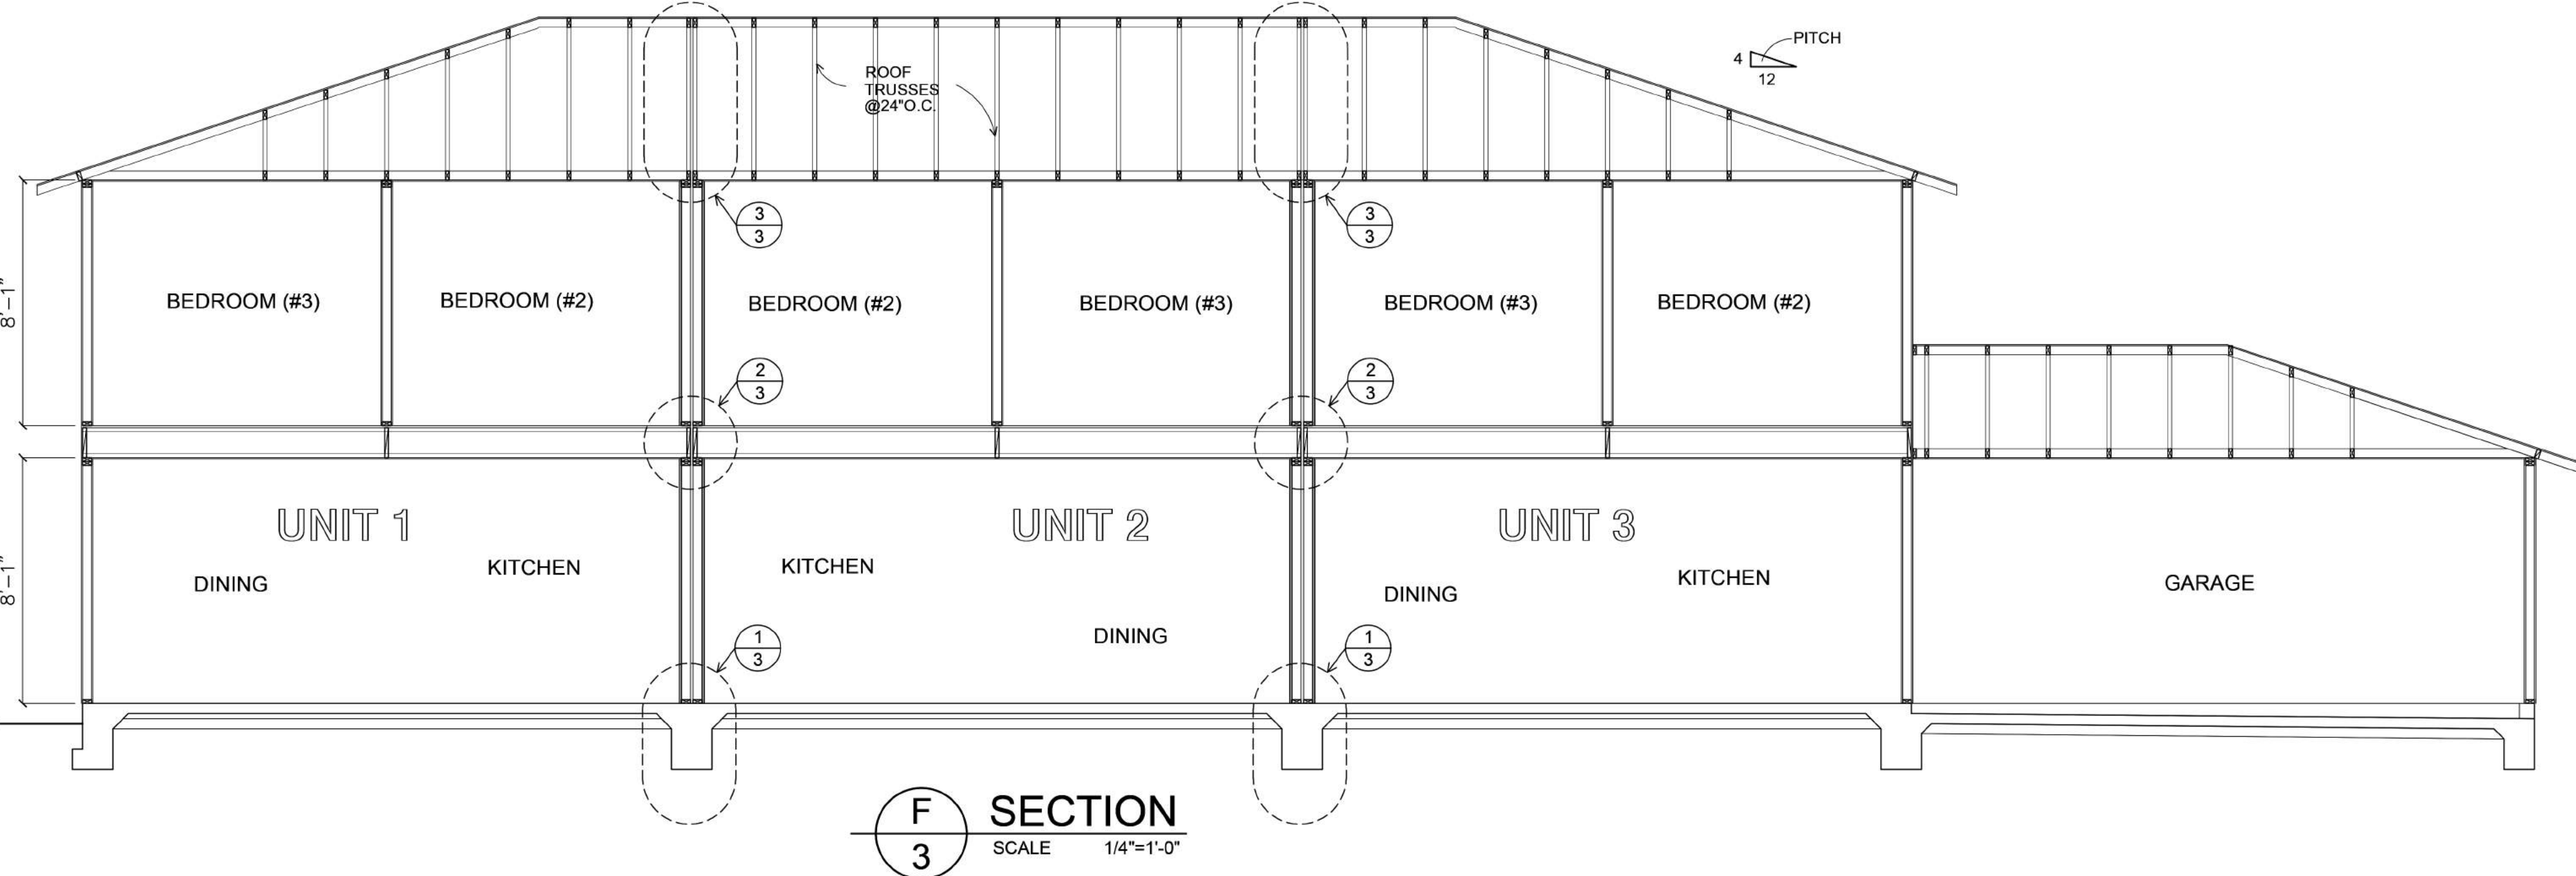 PITCH
4
12
ROOF
TRUSSES
@24"O.C.
3
3
3
3
8'-1"
BEDROOM (#3)
BEDROOM (#2)
BEDROOM (#2)
BEDROOM (#3)
BEDROOM (#3)
BEDROOM (#2)
2
3
2
3
UNIT 1
UNIT 2
UNIT 3
8'-1"
DINING
KITCHEN
KITCHEN
DINING
DINING
KITCHEN
GARAGE
1
3
1
3
F
3
SECTION
SCALE 1/4"=1'-0"